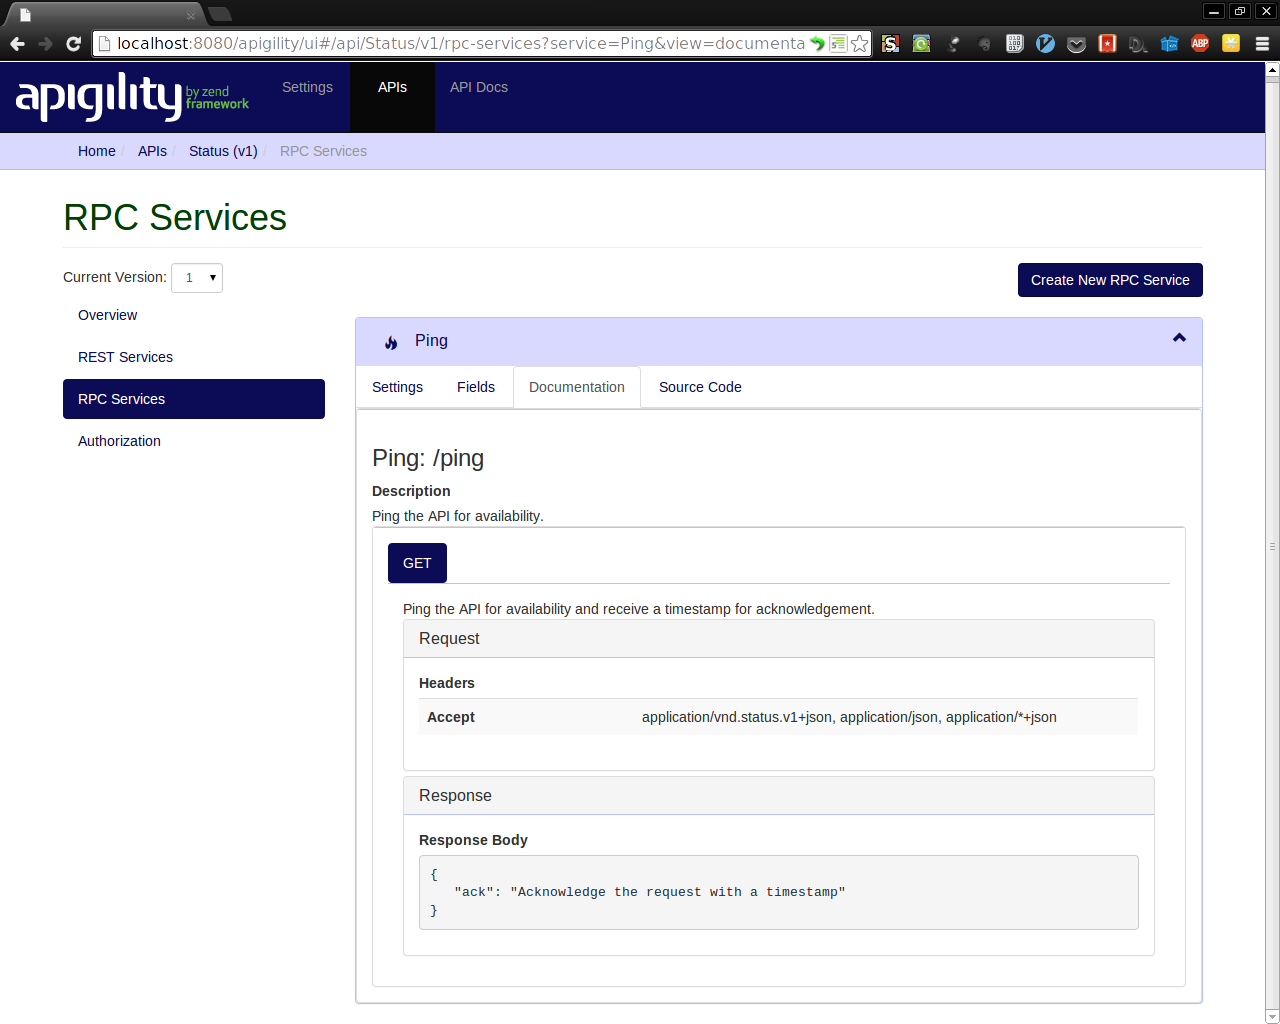 localhost:8080/apigility/ui#/api/Status/v1/rpc-services?service=Ping&view=documenta
apigility by zend framework
Settings APIs API Docs
Home / APIs / Status (v1) / RPC Services
RPC Services
Current Version: 1
Create New RPC Service
Overview
REST Services
RPC Services
Authorization
Ping
Settings Fields Documentation Source Code
Ping: /ping
Description
Ping the API for availability.
GET
Ping the API for availability and receive a timestamp for acknowledgement.
Request
Headers
Accept application/vnd.status.v1+json, application/json, application/*+json
Response
Response Body
{
"ack": "Acknowledge the request with a timestamp"
}